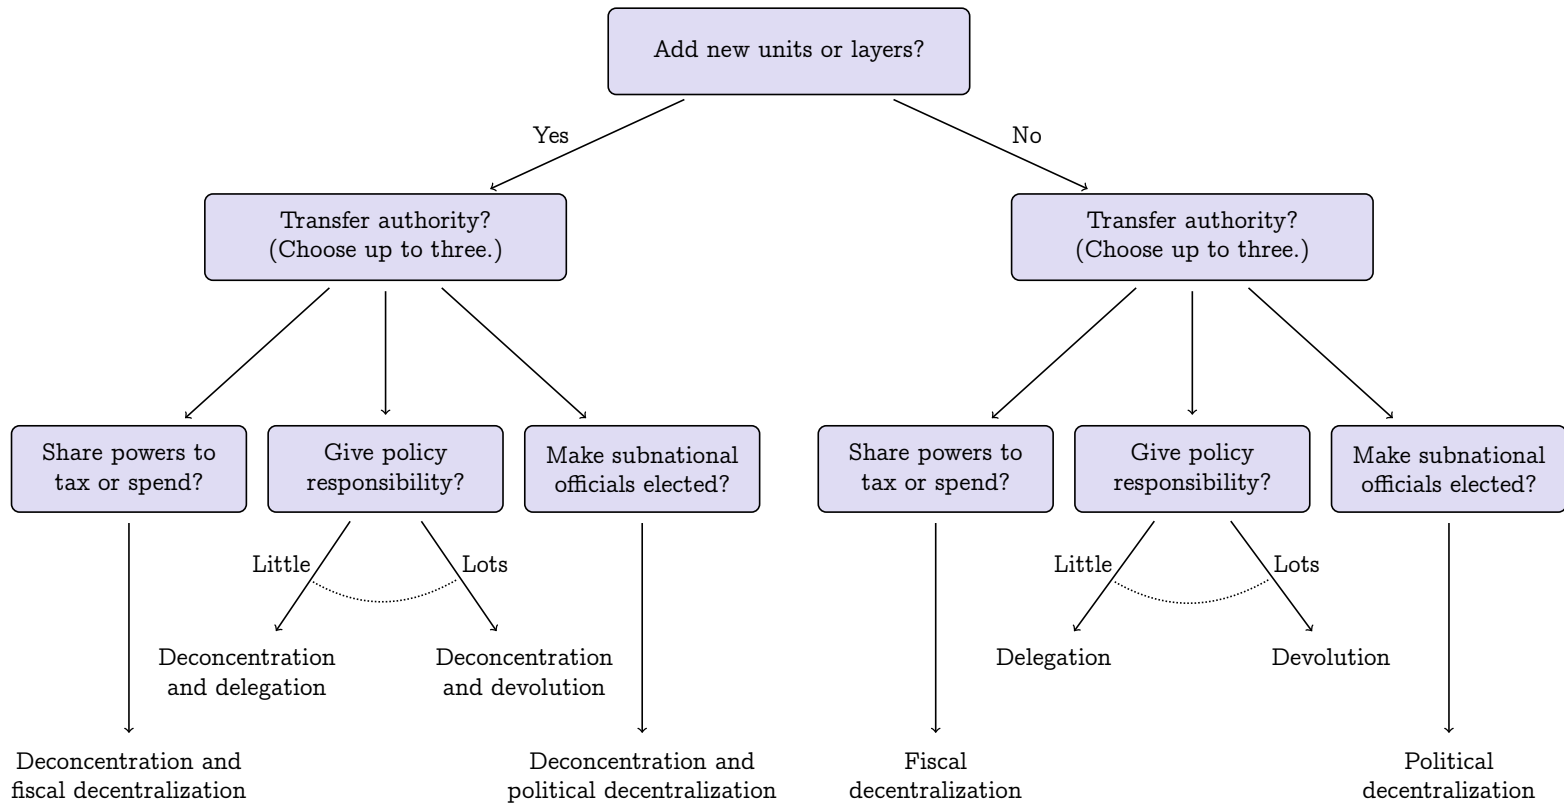 Add new units or layers?
Yes
No
Transfer authority?
(Choose up to three.)
Transfer authority?
(Choose up to three.)
Share powers to
tax or spend?
Give policy
responsibility?
Make subnational
officials elected?
Share powers to
tax or spend?
Give policy
responsibility?
Make subnational
officials elected?
Little
Lots
Little
Lots
Deconcentration
and delegation
Deconcentration
and devolution
Delegation
Devolution
Deconcentration and
fiscal decentralization
Deconcentration and
political decentralization
Fiscal
decentralization
Political
decentralization